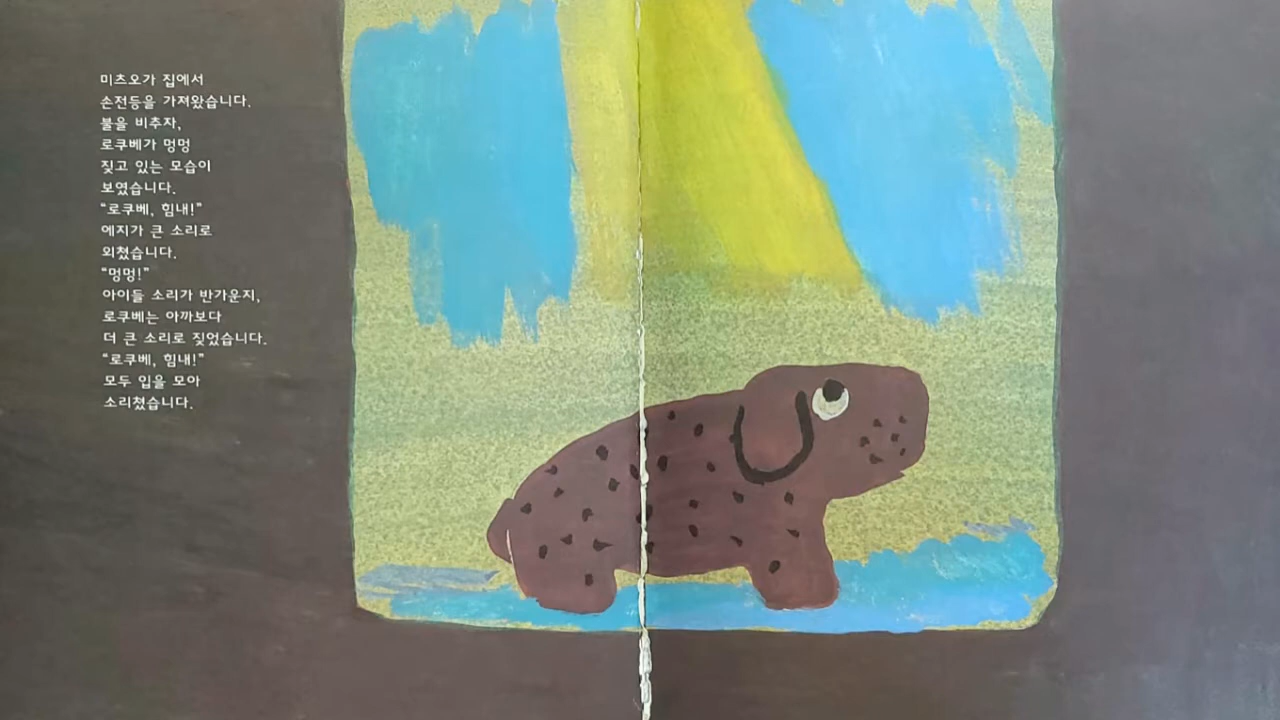 미츠오가 집에서
손전등을 가져왔습니다.
불을 비추자,
로쿠베가 멍멍
짖고 있는 모습이
보였습니다.
“로쿠베, 힘내!”
에지가 큰 소리로
외쳤습니다.
“멍멍!”
아이들 소리가 반가운지,
로쿠베는 아까보다
더 큰 소리로 짖었습니다.
“로쿠베, 힘내!”
모두 입을 모아
소리쳤습니다.